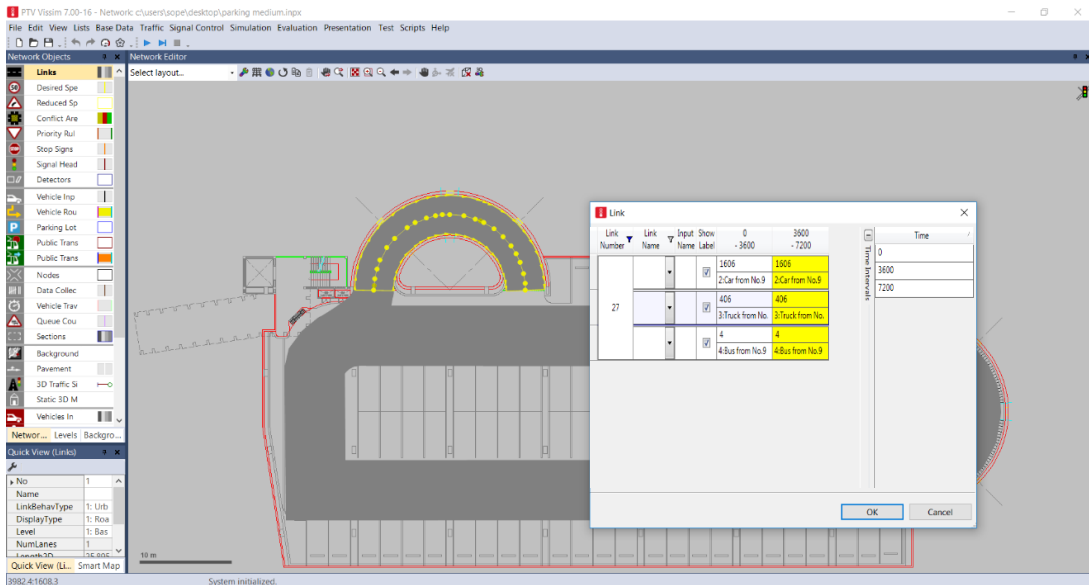 PTV Vissim 7.00-16 - Network: c:\users\sope\desktop\parking medium.inpx
File Edit View Lists Base Data Traffic Signal Control Simulation Evaluation Presentation Test Scripts Help
Network Objects
Network Editor
Select layout...
Links
Desired Spe
Reduced Sp
Conflict Are
Priority Rul
Stop Signs
Signal Head
Detectors
Vehicle Inp
Vehicle Rou
Parking Lot
Public Trans
Public Trans
Nodes
Data Collec
Vehicle Trav
Queue Cou
Sections
Background
Pavement
3D Traffic Si
Static 3D M
Vehicles In
Networ... Levels Backgro...
Quick View (Links)
No 1
Name
LinkBehavType 1: Urb
DisplayType 1: Roa
Level 1: Bas
NumLanes 1
Length2D 25.895
Quick View (Li... Smart Map
10 m
3982.4:1608.3 System initialized.
Link
Link Number Link Name Input Name Show Label 0 - 3600 3600 - 7200
1606 1606
2:Car from No.9 2:Car from No.9
27
406 406
3:Truck from No. 3:Truck from No.
4 4
4:Bus from No.9 4:Bus from No.9
Time Intervals
Time
0
3600
7200
OK Cancel